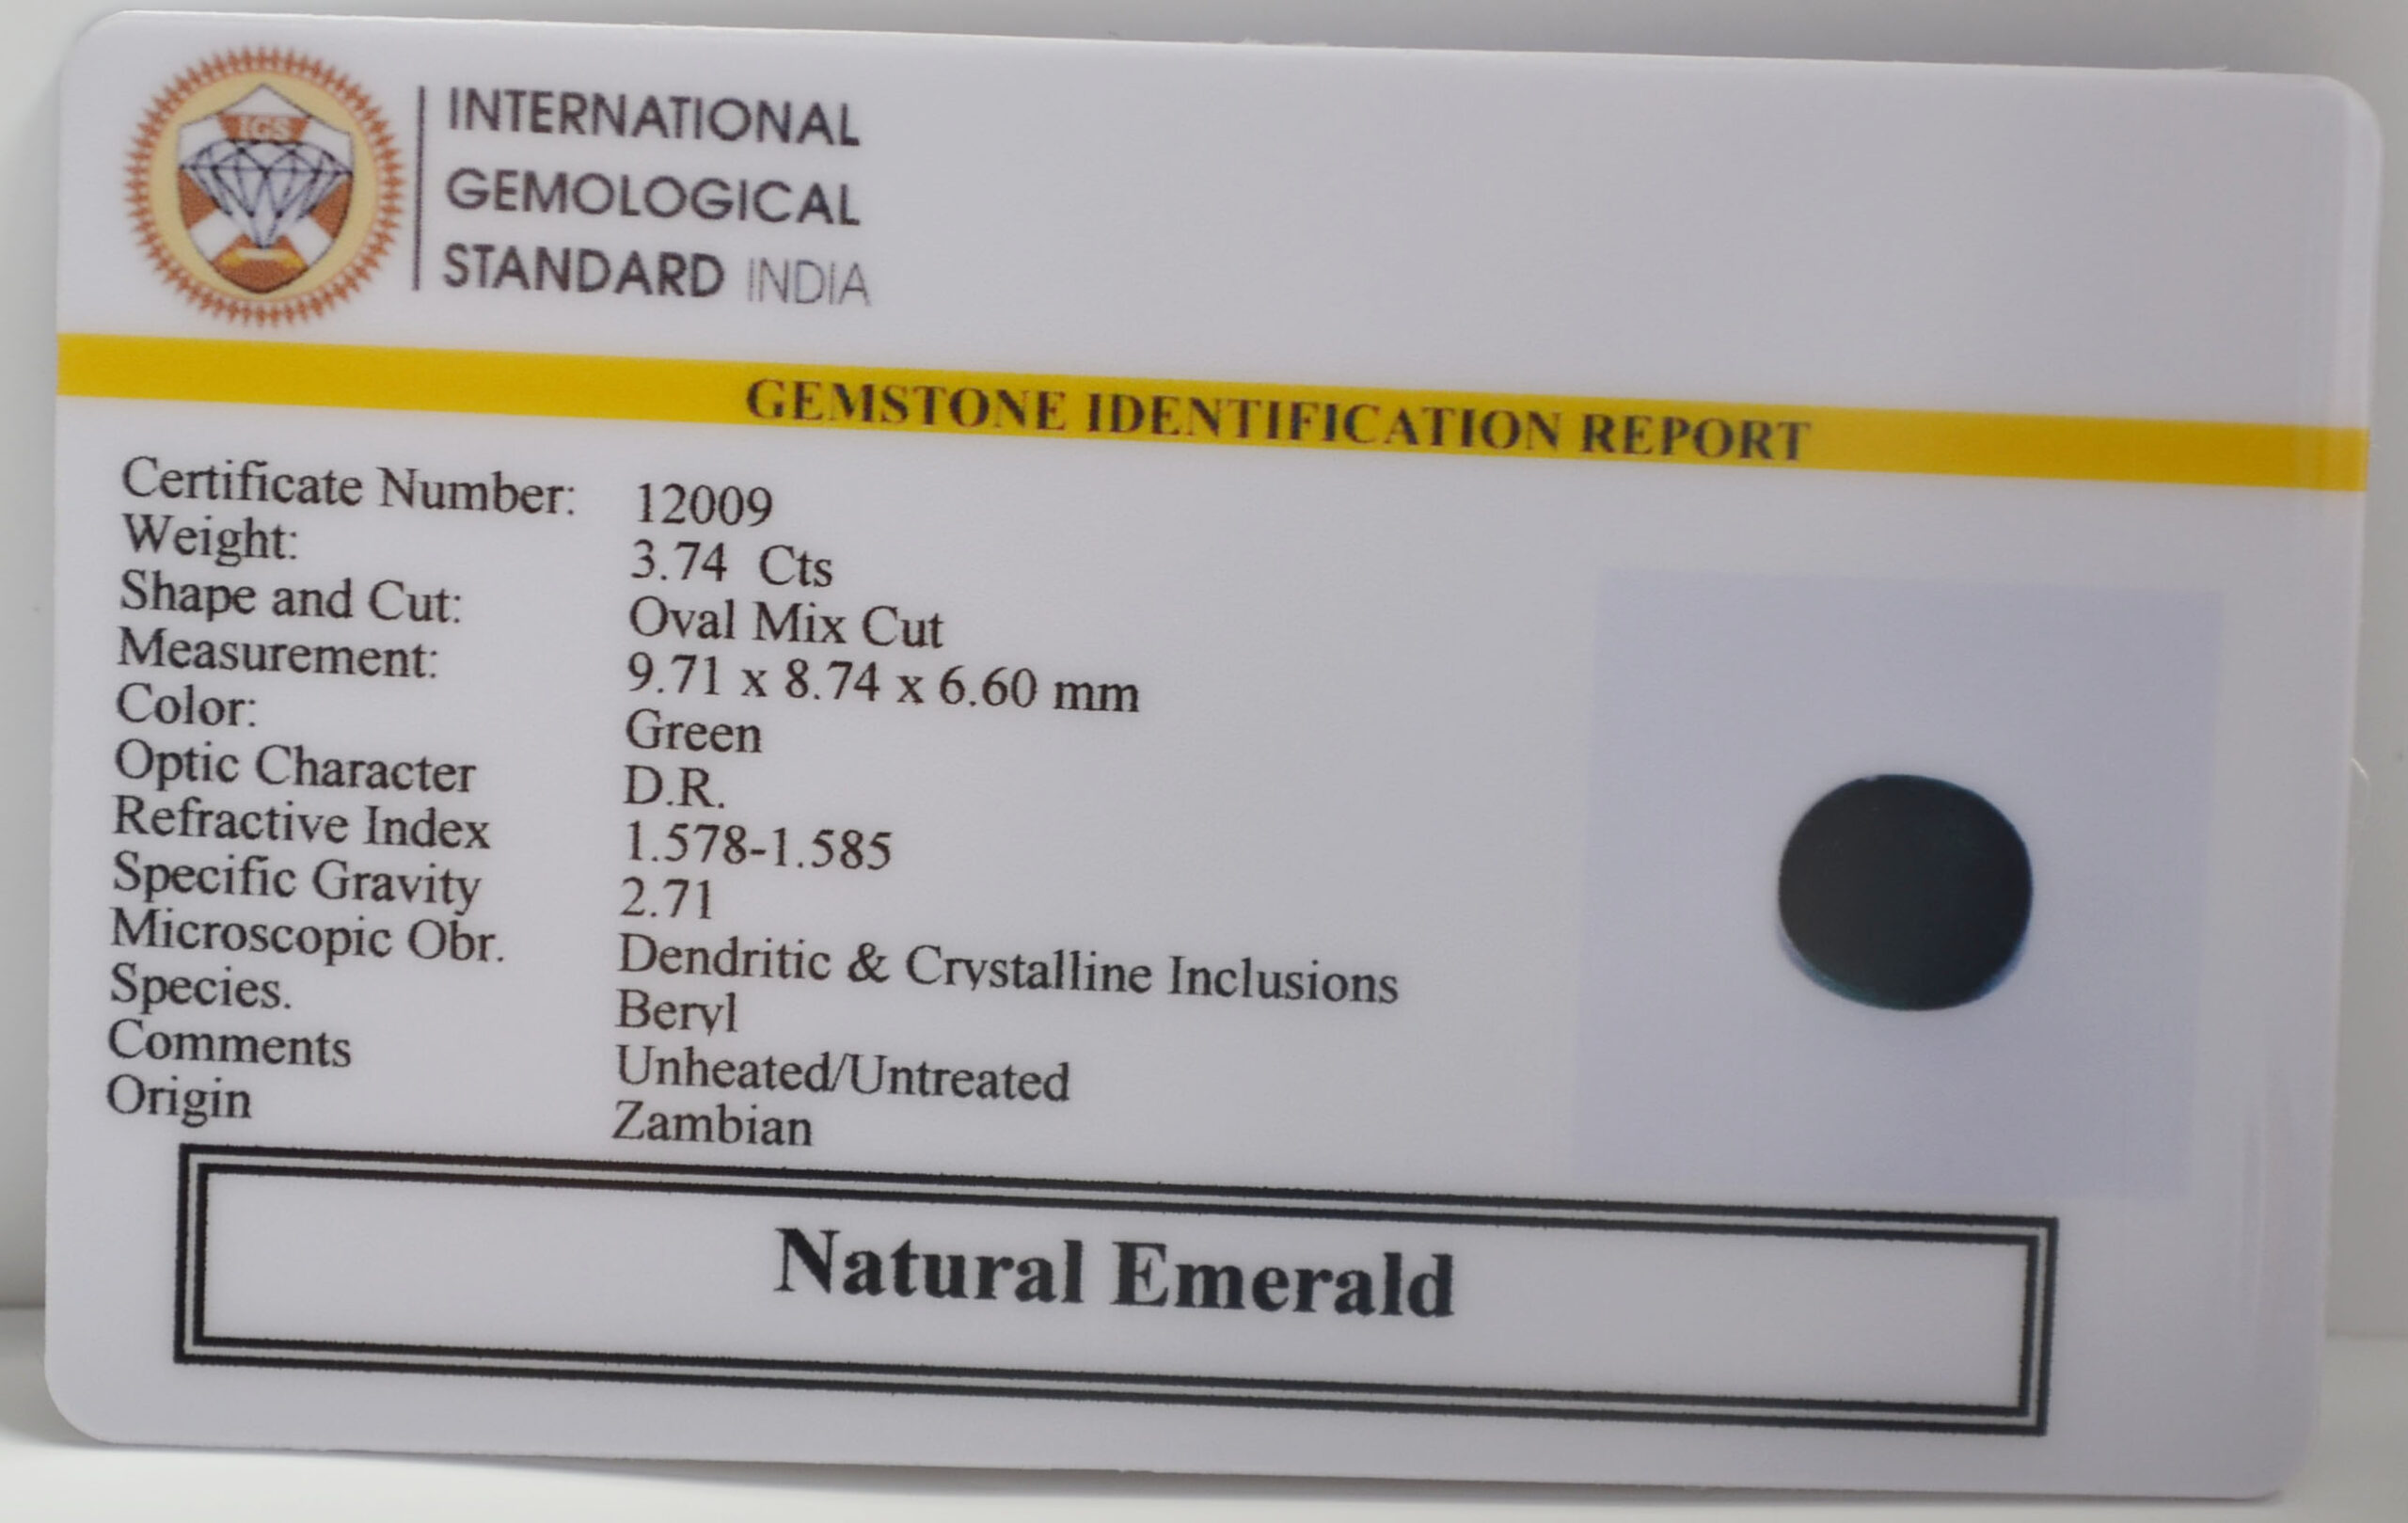 IGS
INTERNATIONAL
GEMOLOGICAL
STANDARD INDIA
GEMSTONE IDENTIFICATION REPORT
Certificate Number: 12009
Weight: 3.74 Cts
Shape and Cut: Oval Mix Cut
Measurement: 9.71 x 8.74 x 6.60 mm
Color: Green
Optic Character D.R.
Refractive Index 1.578-1.585
Specific Gravity 2.71
Microscopic Obr. Dendritic & Crystalline Inclusions
Species. Beryl
Comments Unheated/Untreated
Origin Zambian
Natural Emerald